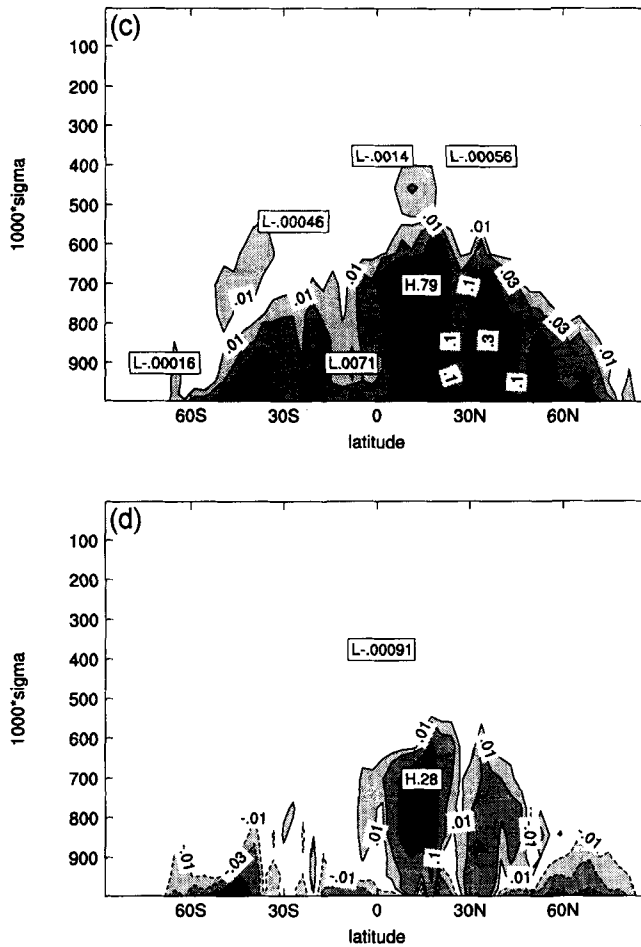 (c)
100
200
300
400
500
600
700
800
900
1000*sigma
L-.0014
L-.00056
L-.00046
.01
.01
.01
.01
.01
.01
.01
.03
.03
.01
H.79
.1
.1
.3
.1
.1
L-.00016
L.0071
60S
30S
0
30N
60N
latitude
(d)
100
200
300
400
500
600
700
800
900
1000*sigma
L-.00091
.01
.01
H.28
-.01
-.01
-.03
.01
.01
-.01
-.01
.1
-.01
-.01
60S
30S
0
30N
60N
latitude